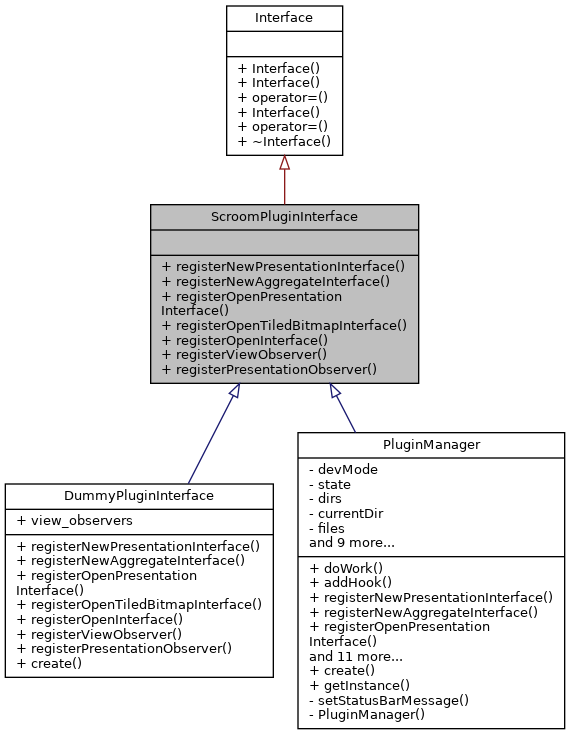 Interface
+ Interface()
+ Interface()
+ operator=()
+ Interface()
+ operator=()
+ ~Interface()
ScroomPluginInterface
+ registerNewPresentationInterface()
+ registerNewAggregateInterface()
+ registerOpenPresentation
Interface()
+ registerOpenTiledBitmapInterface()
+ registerOpenInterface()
+ registerViewObserver()
+ registerPresentationObserver()
DummyPluginInterface
+ view_observers
+ registerNewPresentationInterface()
+ registerNewAggregateInterface()
+ registerOpenPresentation
Interface()
+ registerOpenTiledBitmapInterface()
+ registerOpenInterface()
+ registerViewObserver()
+ registerPresentationObserver()
+ create()
PluginManager
- devMode
- state
- dirs
- currentDir
- files
and 9 more...
+ doWork()
+ addHook()
+ registerNewPresentationInterface()
+ registerNewAggregateInterface()
+ registerOpenPresentation
Interface()
and 11 more...
+ create()
+ getInstance()
- setStatusBarMessage()
- PluginManager()